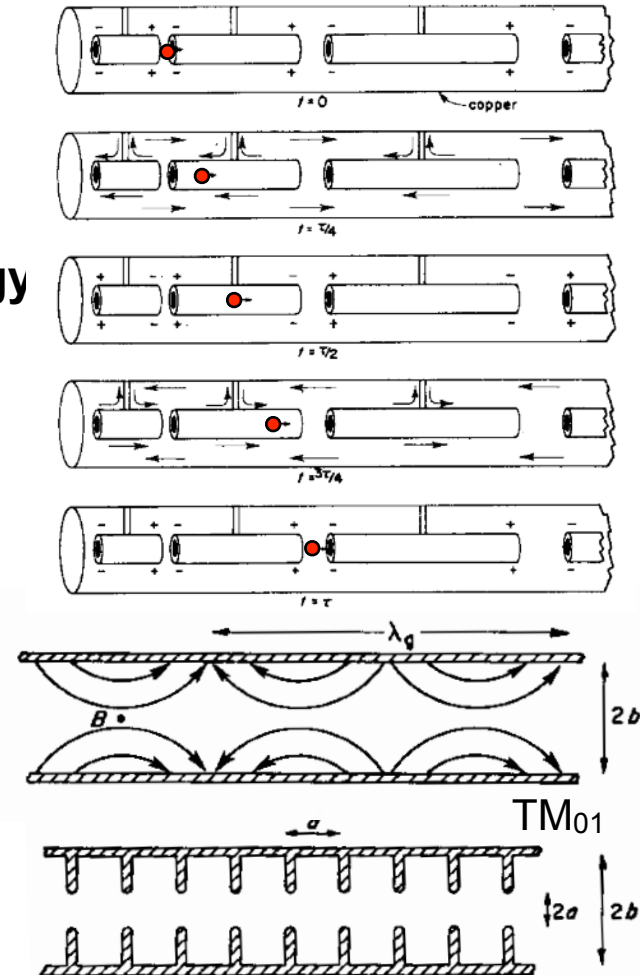 - + - + - + -
- + - + - + -
t = 0
copper
t = τ/4
gy
+ - + - + - +
+ - + - + - +
t = τ/2
t = 3τ/4
- + - + - + -
- + - + - + -
t = τ
λg
B
2b
TM01
a
2a
2b